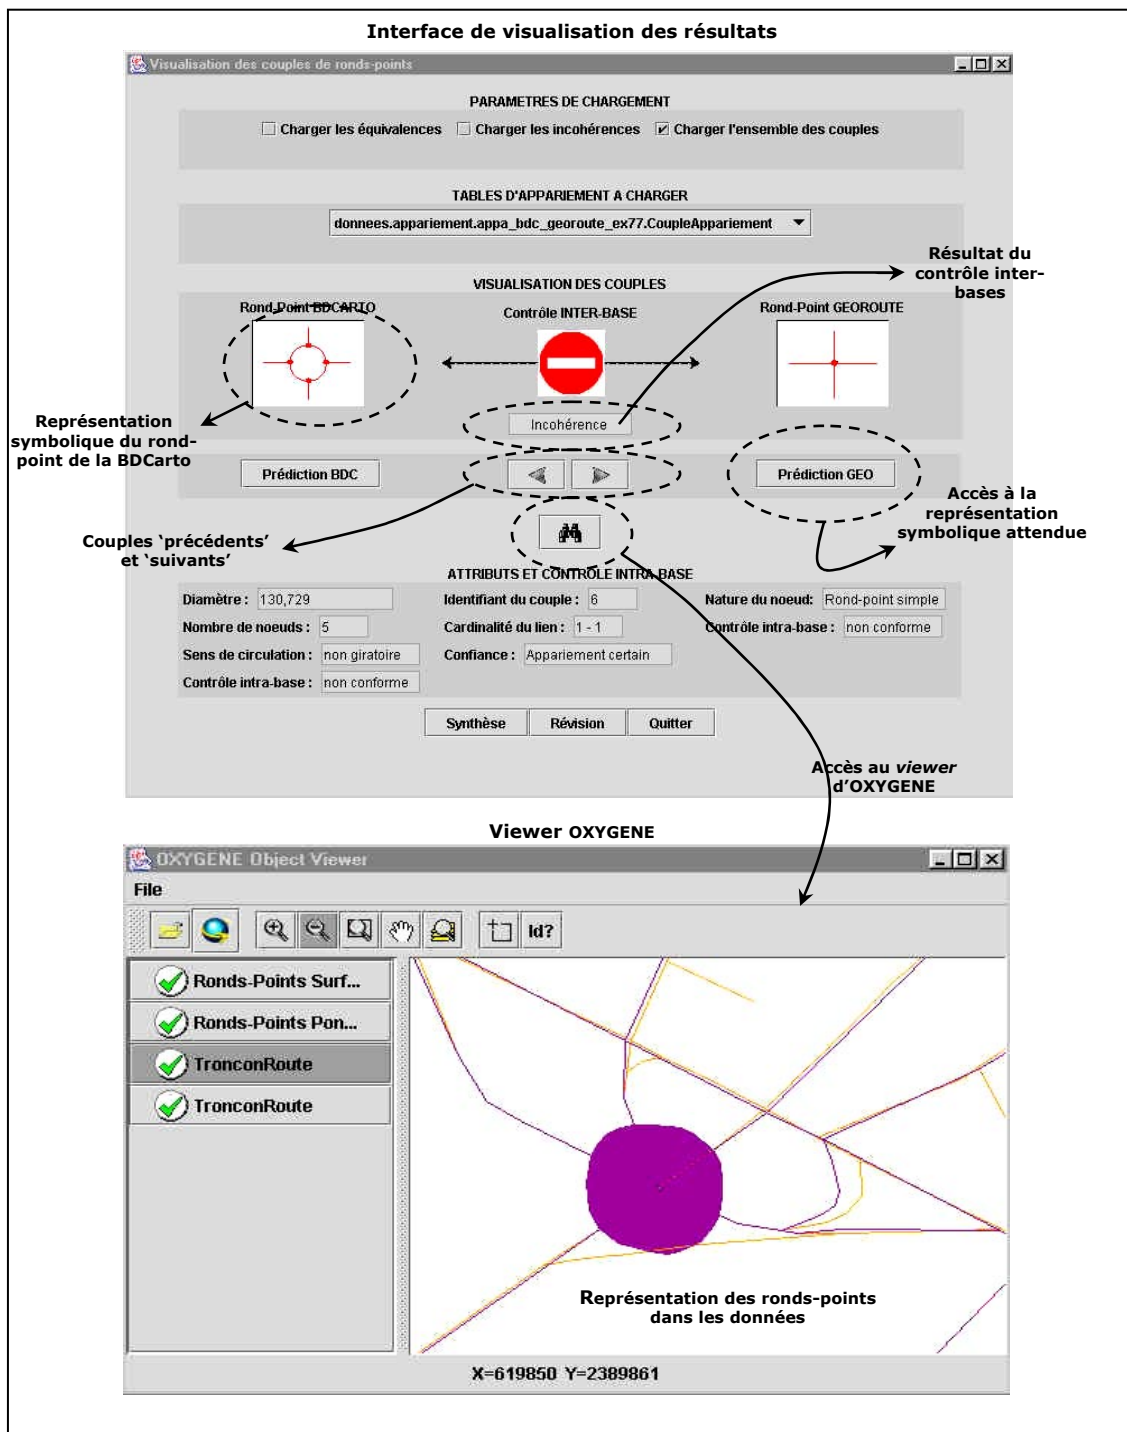 Interface de visualisation des résultats
Visualisation des couples de ronds-points
PARAMETRES DE CHARGEMENT
Charger les équivalences Charger les incohérences Charger l'ensemble des couples
TABLES D'APPARIEMENT A CHARGER
donnees.appariement.appa_bdc_georoute_ex77.CoupleAppariement
Résultat du
contrôle inter-
bases
VISUALISATION DES COUPLES
Rond-Point BDCARTO
Contrôle INTER-BASE
Rond-Point GEOROUTE
Incohérence
Représentation
symbolique du rond-
point de la BDCarto
Prédiction BDC
Prédiction GEO
Accès à la
représentation
symbolique attendue
Couples ‘précédents’
et ‘suivants’
ATTRIBUTS ET CONTROLE INTRA-BASE
Diamètre : 130,729 Identifiant du couple : 6 Nature du noeud: Rond-point simple
Nombre de noeuds : 5 Cardinalité du lien : 1 - 1 Contrôle intra-base : non conforme
Sens de circulation : non giratoire Confiance : Appariement certain
Contrôle intra-base : non conforme
Synthèse Révision Quitter
Accès au viewer
d’OXYGENE
Viewer OXYGENE
OXYGENE Object Viewer
File
Id?
Ronds-Points Surf...
Ronds-Points Pon...
TronconRoute
TronconRoute
Représentation des ronds-points
dans les données
X=619850 Y=2389861